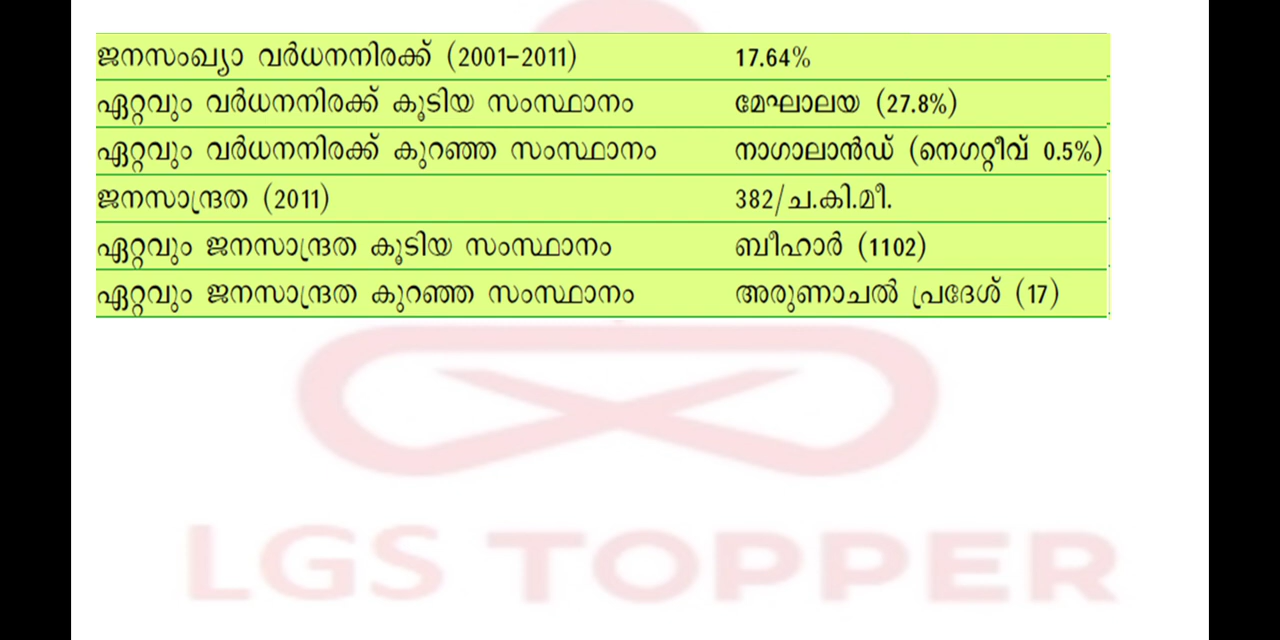 ജനസംഖ്യാ വർധനനിരക്ക് (2001-2011) 17.64%
ഏറ്റവും വർധനനിരക്ക് കൂടിയ സംസ്ഥാനം മേഘാലയ (27.8%)
ഏറ്റവും വർധനനിരക്ക് കുറഞ്ഞ സംസ്ഥാനം നാഗാലാൻഡ് (നെഗറ്റീവ് 0.5%)
ജനസാന്ദ്രത (2011) 382/ച.കി.മീ.
ഏറ്റവും ജനസാന്ദ്രത കൂടിയ സംസ്ഥാനം ബീഹാർ (1102)
ഏറ്റവും ജനസാന്ദ്രത കുറഞ്ഞ സംസ്ഥാനം അരുണാചൽ പ്രദേശ് (17)
LGS TOPPER